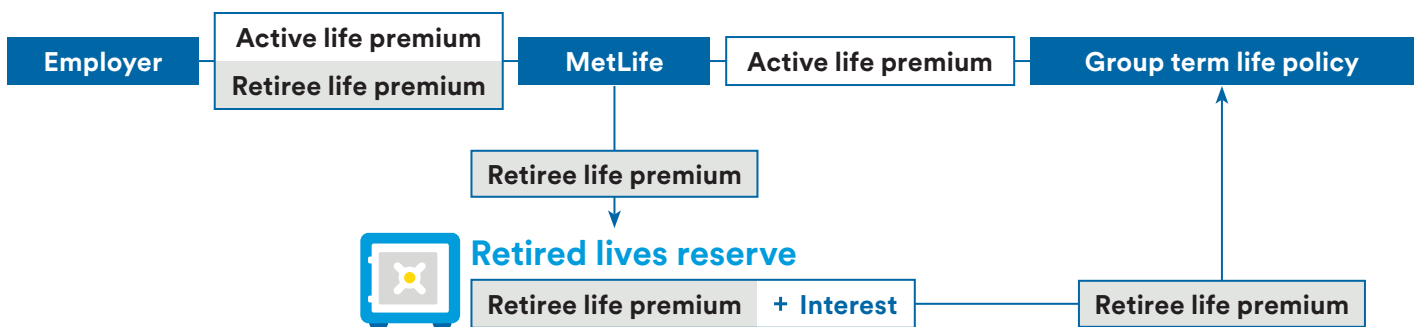 Employer
Active life premium
Retiree life premium
MetLife
Active life premium
Group term life policy
Retiree life premium
Retired lives reserve
Retiree life premium
+ Interest
Retiree life premium